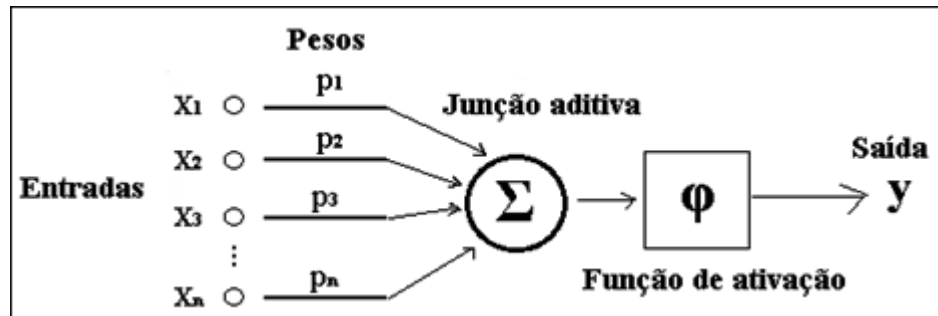 Pesos
X1 p1
Junção aditiva
X2 p2
Saída
Entradas
X3 p3
Σ
φ
y
⋮
Xn pn
Função de ativação